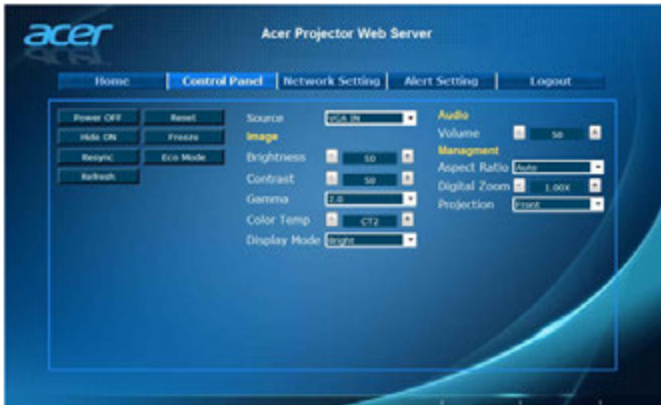 acer
Acer Projector Web Server
Home Control Panel Network Setting Alert Setting Logout
Power OFF Reset
Hide ON Freeze
Resync Eco Mode
Refresh
Source VGA IN
Image
Brightness 50
Contrast 50
Gamma 2.0
Color Temp CT2
Display Mode Bright
Audio
Volume 50
Managment
Aspect Ratio Auto
Digital Zoom 1.00X
Projection Front